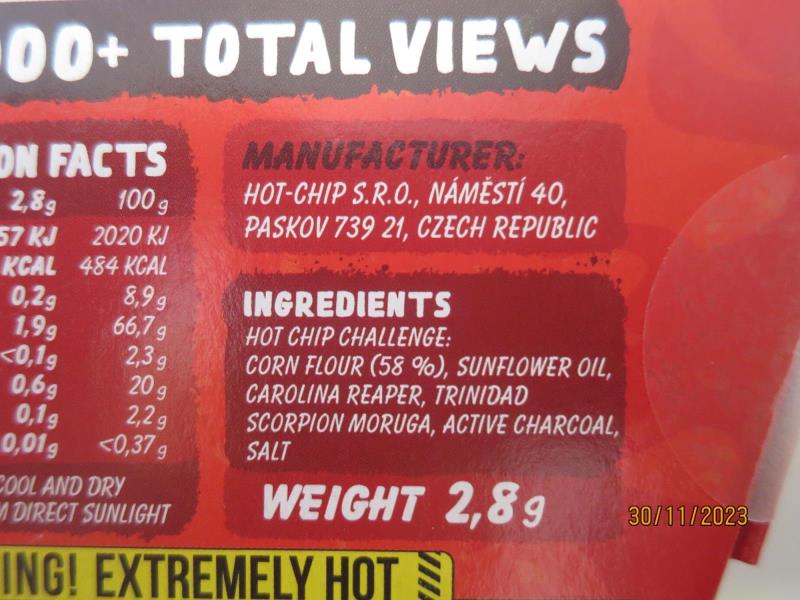 00+ TOTAL VIEWS
ON FACTS
2,8g 100g
57 KJ 2020 KJ
KCAL 484 KCAL
0,2g 8,9g
1,9g 66,7g
<0,1g 2,3g
0,6g 20g
0,1g 2,2g
0,01g <0,37g
COOL AND DRY
M DIRECT SUNLIGHT
MANUFACTURER:
HOT-CHIP S.R.O., NÁMĚSTÍ 40,
PASKOV 739 21, CZECH REPUBLIC
INGREDIENTS
HOT CHIP CHALLENGE:
CORN FLOUR (58 %), SUNFLOWER OIL,
CAROLINA REAPER, TRINIDAD
SCORPION MORUGA, ACTIVE CHARCOAL,
SALT
WEIGHT 2,8g
ING! EXTREMELY HOT
30/11/2023